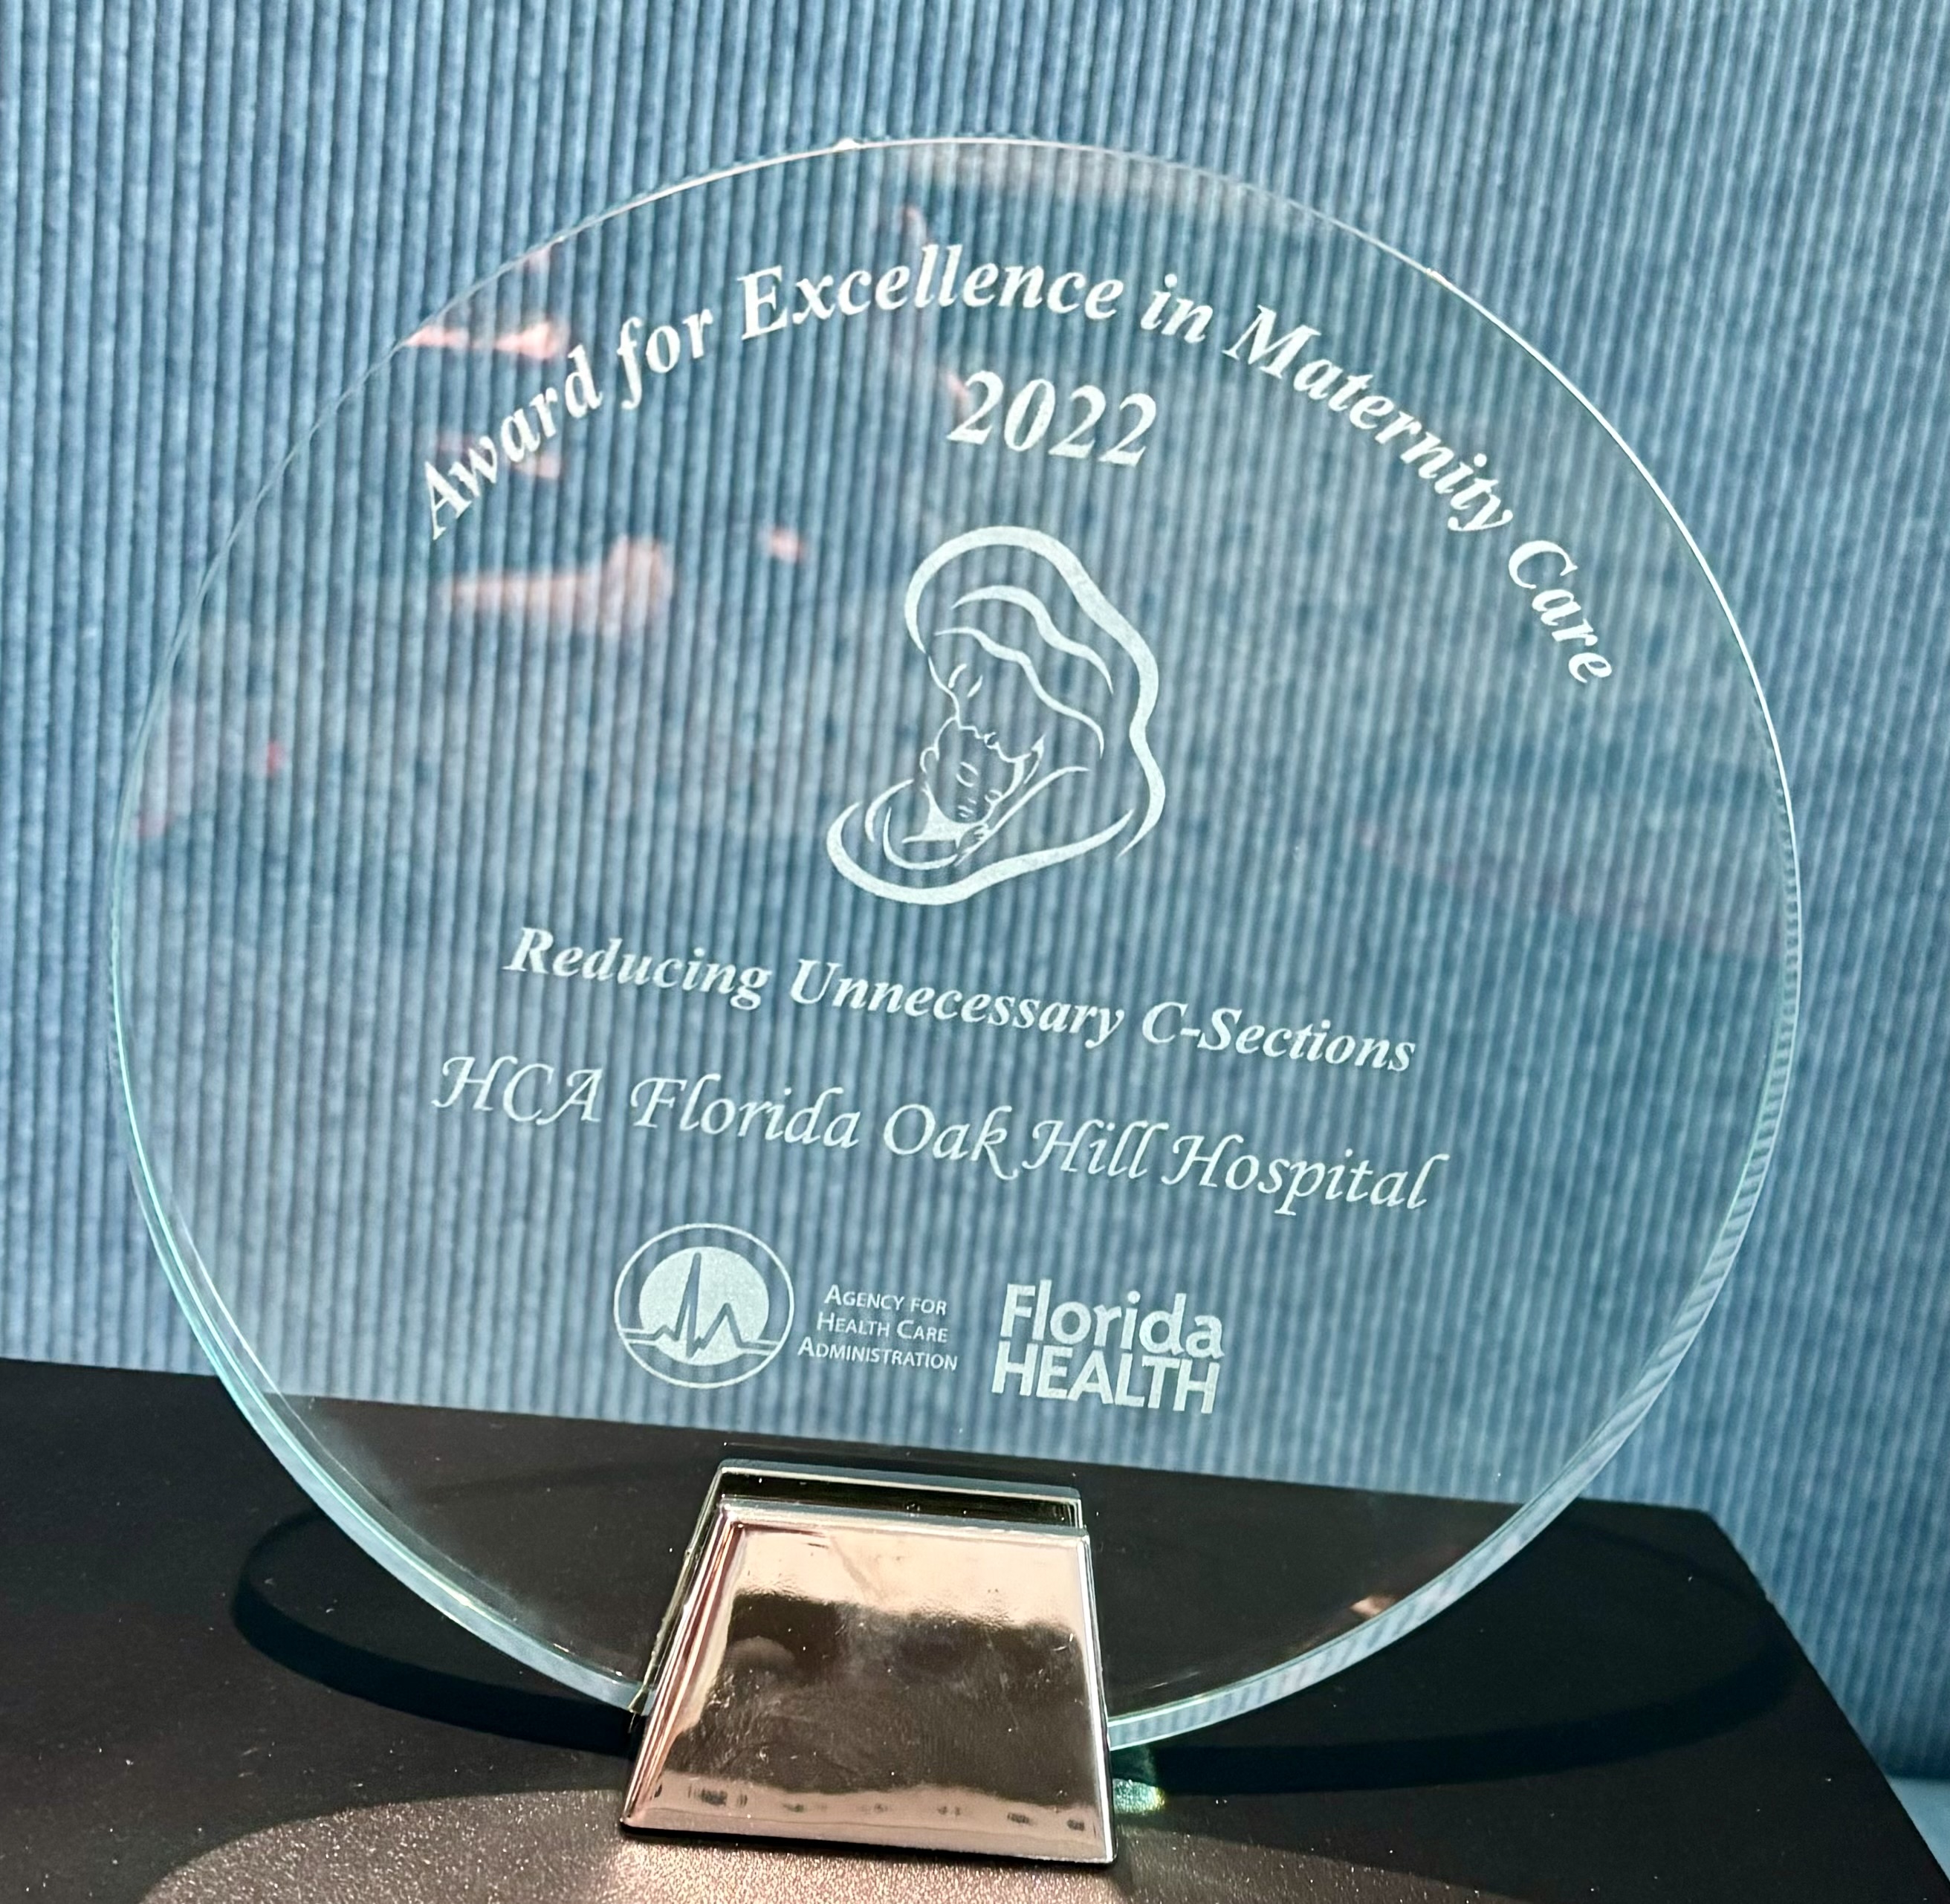 Award for Excellence in Maternity Care
2022
Reducing Unnecessary C-Sections
HCA Florida Oak Hill Hospital
AGENCY FOR
HEALTH CARE
ADMINISTRATION
Florida
HEALTH